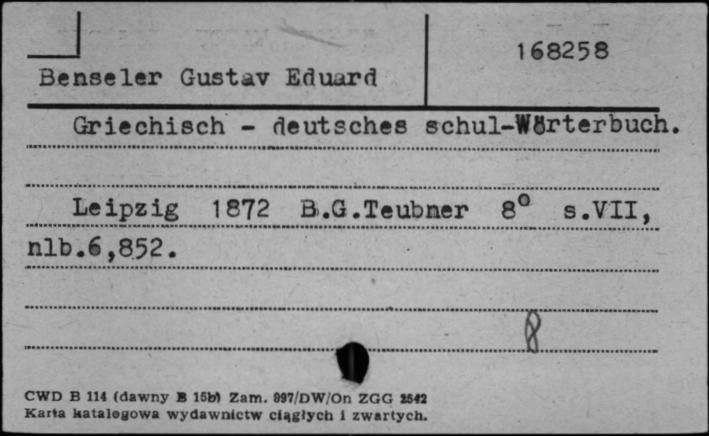 168258
Benseler Gustav Eduard
Griechisch - deutsches schul-Wörterbuch.
Leipzig 1872 B.G.Teubner 8° s.VII,
nlb.6,852.
8
CWD B 114 (dawny B 15b) Zam. 897/DW/On ZGG 2542
Karta katalogowa wydawnictw ciągłych i zwartych.